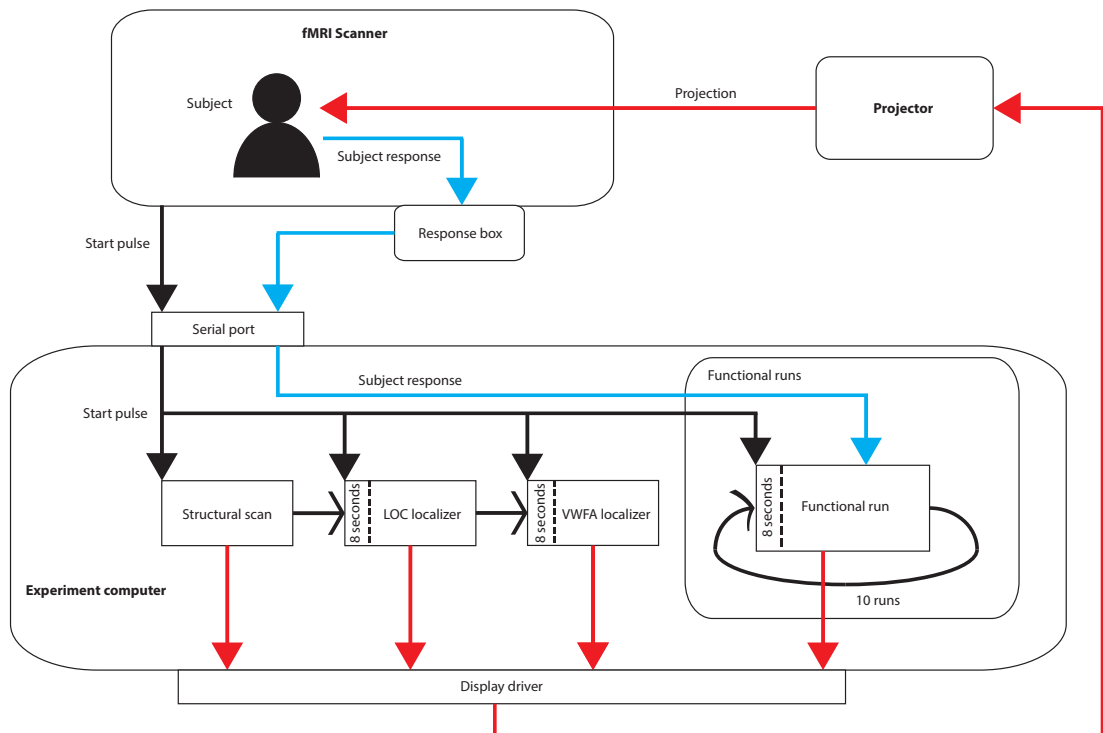 fMRI Scanner
Subject
Projection
Projector
Subject response
Response box
Start pulse
Serial port
Subject response
Functional runs
Start pulse
8 seconds
Functional run
Structural scan
8 seconds
LOC localizer
8 seconds
VWFA localizer
Experiment computer
10 runs
Display driver